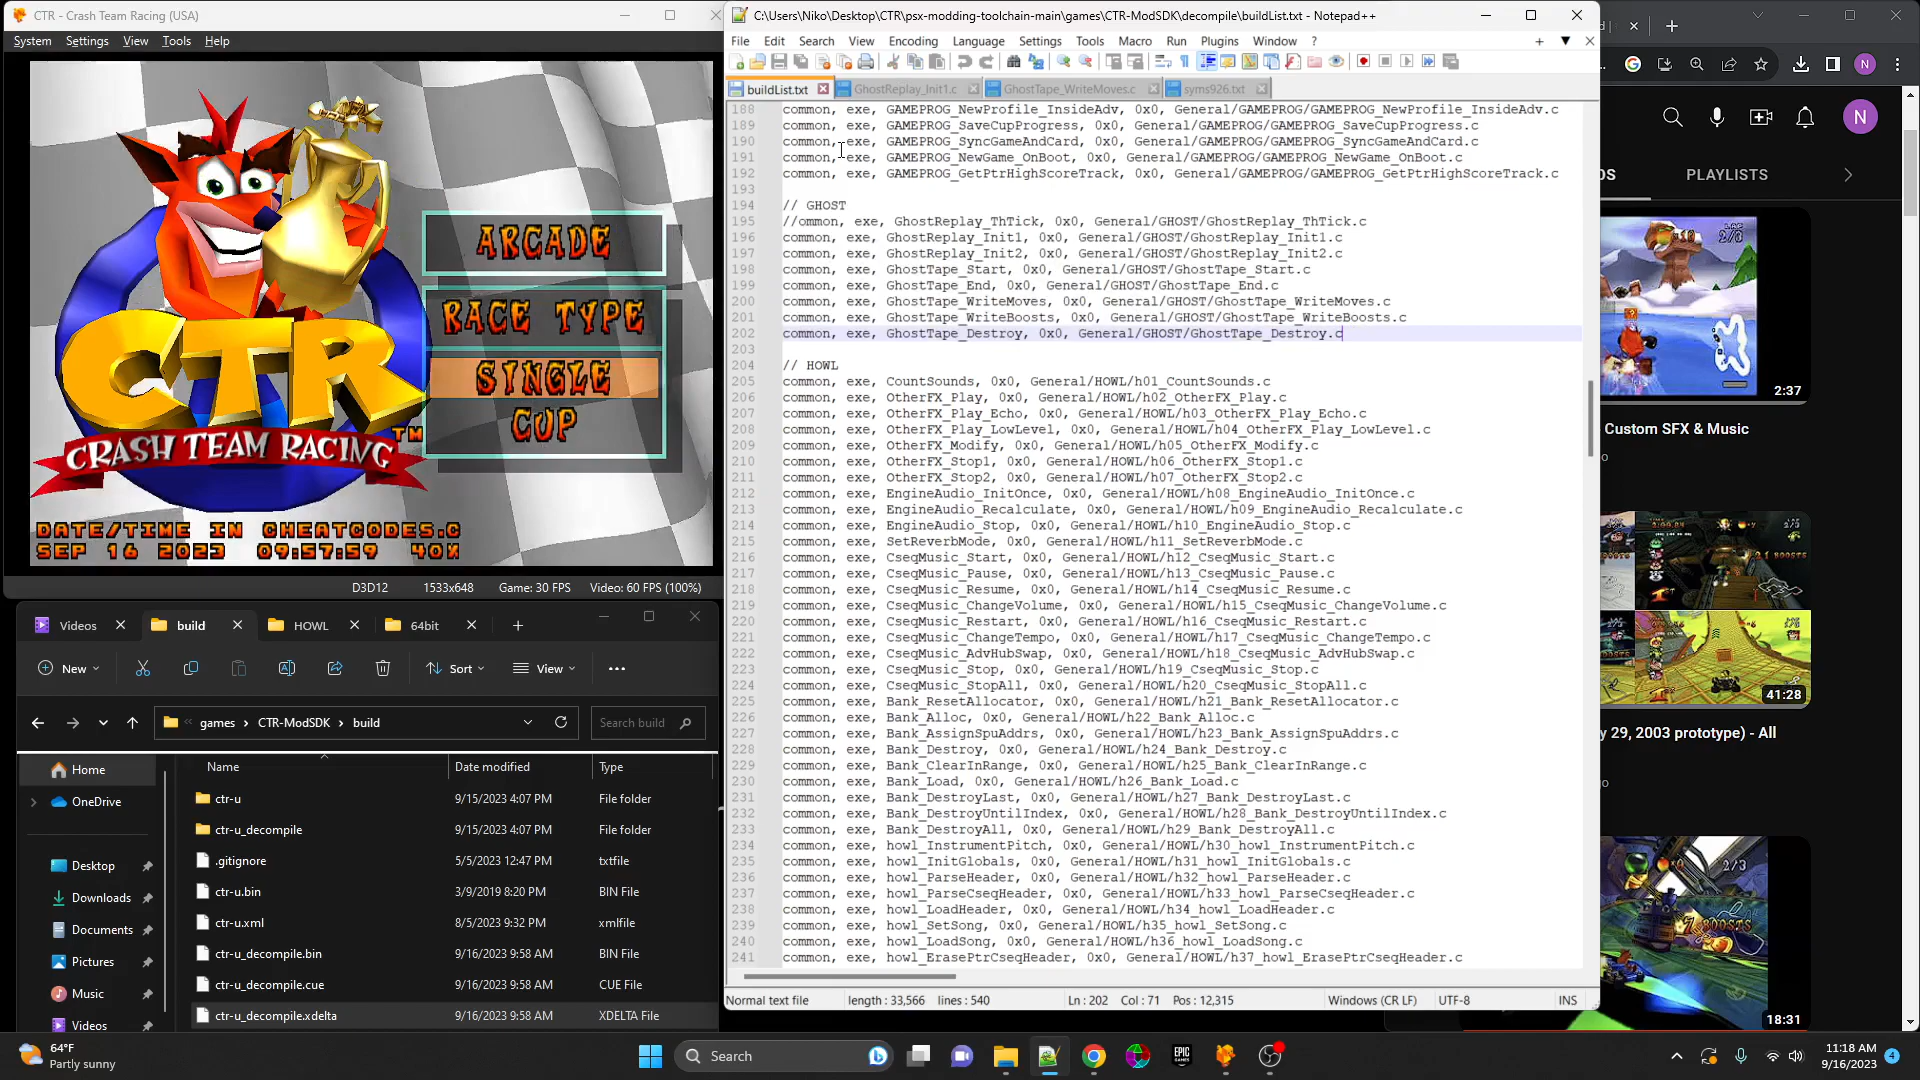 CTR - Crash Team Racing (USA)
System Settings View Tools Help
ARCADE
RACE TYPE
SINGLE
CUP
CTR
TM
CRASH TEAM RACING
DATE/TIME IN CHEATCODES.C
SEP 16 2023 09:57:59 40%
D3D12 1533x648 Game: 30 FPS Video: 60 FPS (100%)
Videos build HOWL 64bit
New Sort View
games CTR-ModSDK build Search build
Name Date modified Type
Home
OneDrive
Desktop
Downloads
Documents
Pictures
Music
Videos
ctr-u 9/15/2023 4:07 PM File folder
ctr-u_decompile 9/15/2023 4:07 PM File folder
.gitignore 5/5/2023 12:47 PM txtfile
ctr-u.bin 3/9/2019 8:20 PM BIN File
ctr-u.xml 8/5/2023 9:32 PM xmlfile
ctr-u_decompile.bin 9/16/2023 9:58 AM BIN File
ctr-u_decompile.cue 9/16/2023 9:58 AM CUE File
ctr-u_decompile.xdelta 9/16/2023 9:58 AM XDELTA File
C:\Users\Niko\Desktop\CTR\psx-modding-toolchain-main\games\CTR-ModSDK\decompile\buildList.txt - Notepad++
File Edit Search View Encoding Language Settings Tools Macro Run Plugins Window ?
buildList.txt GhostReplay_Init1.c GhostTape_WriteMoves.c syms926.txt
188 common, exe, GAMEPROG_NewProfile_InsideAdv, 0x0, General/GAMEPROG/GAMEPROG_NewProfile_InsideAdv.c
189 common, exe, GAMEPROG_SaveCupProgress, 0x0, General/GAMEPROG/GAMEPROG_SaveCupProgress.c
190 common, exe, GAMEPROG_SyncGameAndCard, 0x0, General/GAMEPROG/GAMEPROG_SyncGameAndCard.c
191 common, exe, GAMEPROG_NewGame_OnBoot, 0x0, General/GAMEPROG/GAMEPROG_NewGame_OnBoot.c
192 common, exe, GAMEPROG_GetPtrHighScoreTrack, 0x0, General/GAMEPROG/GAMEPROG_GetPtrHighScoreTrack.c
193
194 // GHOST
195 //ommon, exe, GhostReplay_ThTick, 0x0, General/GHOST/GhostReplay_ThTick.c
196 common, exe, GhostReplay_Init1, 0x0, General/GHOST/GhostReplay_Init1.c
197 common, exe, GhostReplay_Init2, 0x0, General/GHOST/GhostReplay_Init2.c
198 common, exe, GhostTape_Start, 0x0, General/GHOST/GhostTape_Start.c
199 common, exe, GhostTape_End, 0x0, General/GHOST/GhostTape_End.c
200 common, exe, GhostTape_WriteMoves, 0x0, General/GHOST/GhostTape_WriteMoves.c
201 common, exe, GhostTape_WriteBoosts, 0x0, General/GHOST/GhostTape_WriteBoosts.c
202 common, exe, GhostTape_Destroy, 0x0, General/GHOST/GhostTape_Destroy.c
203
204 // HOWL
205 common, exe, CountSounds, 0x0, General/HOWL/h01_CountSounds.c
206 common, exe, OtherFX_Play, 0x0, General/HOWL/h02_OtherFX_Play.c
207 common, exe, OtherFX_Play_Echo, 0x0, General/HOWL/h03_OtherFX_Play_Echo.c
208 common, exe, OtherFX_Play_LowLevel, 0x0, General/HOWL/h04_OtherFX_Play_LowLevel.c
209 common, exe, OtherFX_Modify, 0x0, General/HOWL/h05_OtherFX_Modify.c
210 common, exe, OtherFX_Stop1, 0x0, General/HOWL/h06_OtherFX_Stop1.c
211 common, exe, OtherFX_Stop2, 0x0, General/HOWL/h07_OtherFX_Stop2.c
212 common, exe, EngineAudio_InitOnce, 0x0, General/HOWL/h08_EngineAudio_InitOnce.c
213 common, exe, EngineAudio_Recalculate, 0x0, General/HOWL/h09_EngineAudio_Recalculate.c
214 common, exe, EngineAudio_Stop, 0x0, General/HOWL/h10_EngineAudio_Stop.c
215 common, exe, SetReverbMode, 0x0, General/HOWL/h11_SetReverbMode.c
216 common, exe, CseqMusic_Start, 0x0, General/HOWL/h12_CseqMusic_Start.c
217 common, exe, CseqMusic_Pause, 0x0, General/HOWL/h13_CseqMusic_Pause.c
218 common, exe, CseqMusic_Resume, 0x0, General/HOWL/h14_CseqMusic_Resume.c
219 common, exe, CseqMusic_ChangeVolume, 0x0, General/HOWL/h15_CseqMusic_ChangeVolume.c
220 common, exe, CseqMusic_Restart, 0x0, General/HOWL/h16_CseqMusic_Restart.c
221 common, exe, CseqMusic_ChangeTempo, 0x0, General/HOWL/h17_CseqMusic_ChangeTempo.c
222 common, exe, CseqMusic_AdvHubSwap, 0x0, General/HOWL/h18_CseqMusic_AdvHubSwap.c
223 common, exe, CseqMusic_Stop, 0x0, General/HOWL/h19_CseqMusic_Stop.c
224 common, exe, CseqMusic_StopAll, 0x0, General/HOWL/h20_CseqMusic_StopAll.c
225 common, exe, Bank_ResetAllocator, 0x0, General/HOWL/h21_Bank_ResetAllocator.c
226 common, exe, Bank_Alloc, 0x0, General/HOWL/h22_Bank_Alloc.c
227 common, exe, Bank_AssignSpuAddrs, 0x0, General/HOWL/h23_Bank_AssignSpuAddrs.c
228 common, exe, Bank_Destroy, 0x0, General/HOWL/h24_Bank_Destroy.c
229 common, exe, Bank_ClearInRange, 0x0, General/HOWL/h25_Bank_ClearInRange.c
230 common, exe, Bank_Load, 0x0, General/HOWL/h26_Bank_Load.c
231 common, exe, Bank_DestroyLast, 0x0, General/HOWL/h27_Bank_DestroyLast.c
232 common, exe, Bank_DestroyUntilIndex, 0x0, General/HOWL/h28_Bank_DestroyUntilIndex.c
233 common, exe, Bank_DestroyAll, 0x0, General/HOWL/h29_Bank_DestroyAll.c
234 common, exe, howl_InstrumentPitch, 0x0, General/HOWL/h30_howl_InstrumentPitch.c
235 common, exe, howl_InitGlobals, 0x0, General/HOWL/h31_howl_InitGlobals.c
236 common, exe, howl_ParseHeader, 0x0, General/HOWL/h32_howl_ParseHeader.c
237 common, exe, howl_ParseCseqHeader, 0x0, General/HOWL/h33_howl_ParseCseqHeader.c
238 common, exe, howl_LoadHeader, 0x0, General/HOWL/h34_howl_LoadHeader.c
239 common, exe, howl_SetSong, 0x0, General/HOWL/h35_howl_SetSong.c
240 common, exe, howl_LoadSong, 0x0, General/HOWL/h36_howl_LoadSong.c
241 common, exe, howl_ErasePtrCseqHeader, 0x0, General/HOWL/h37_howl_ErasePtrCseqHeader.c
Normal text file length: 33,566 lines: 540 Ln: 202 Col: 71 Pos: 12,315 Windows (CR LF) UTF-8 INS
N
N
OS PLAYLISTS
2:37
Custom SFX & Music
41:28
y 29, 2003 prototype) - All
18:31
64°F
Partly sunny
Search
EPIC
11:18 AM
9/16/2023
4